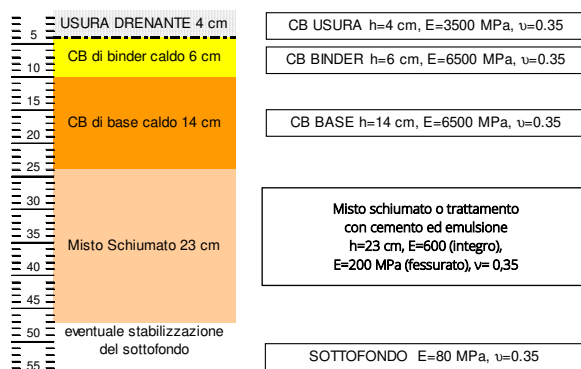 USURA DRENANTE 4 cm
CB USURA h=4 cm, E=3500 MPa, υ=0.35
5
CB di binder caldo 6 cm
CB BINDER h=6 cm, E=6500 MPa, υ=0.35
10
15
CB di base caldo 14 cm
CB BASE h=14 cm, E=6500 MPa, υ=0.35
20
25
30
Misto schiumato o trattamento
con cemento ed emulsione
h=23 cm, E=600 (integro),
E=200 MPa (fessurato), ν= 0,35
35
Misto Schiumato 23 cm
40
45
50
eventuale stabilizzazione
del sottofondo
SOTTOFONDO E=80 MPa, υ=0.35
55